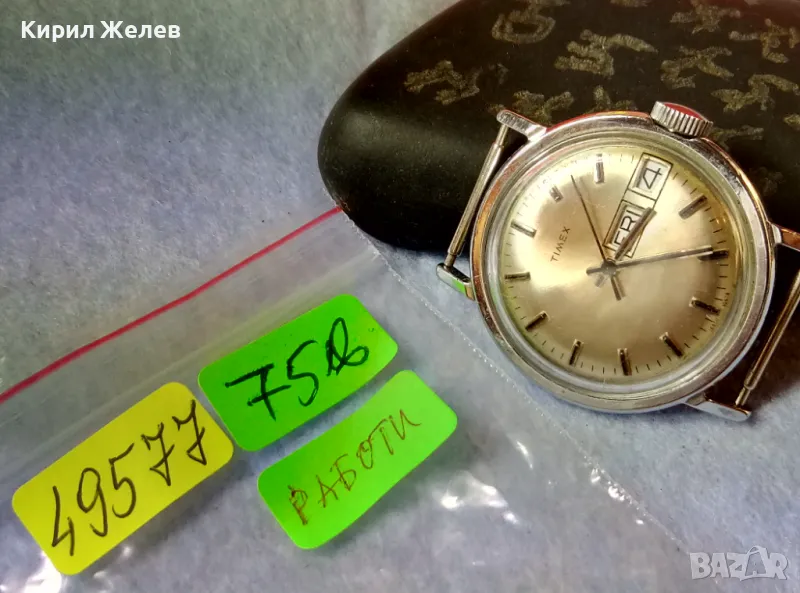 Кирил Желев
TIMEX
FRI 4
75лв
49577
РАБОТИ
BAZAR